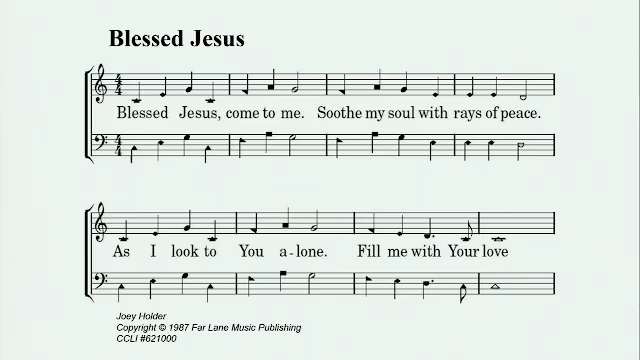 Blessed Jesus
Blessed Jesus, come to me. Soothe my soul with rays of peace.
As I look to You a-lone. Fill me with Your love
Joey Holder
Copyright © 1987 Far Lane Music Publishing
CCLI #621000